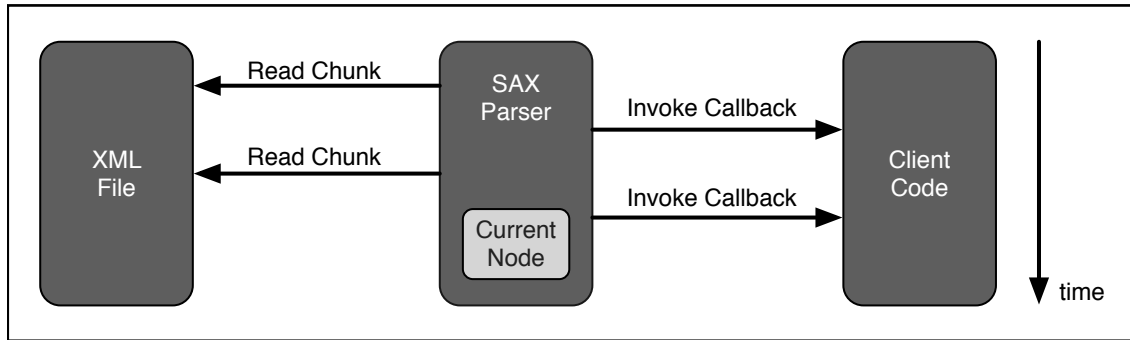 Read Chunk
Read Chunk
XML
File
SAX
Parser
Current
Node
Invoke Callback
Invoke Callback
Client
Code
time